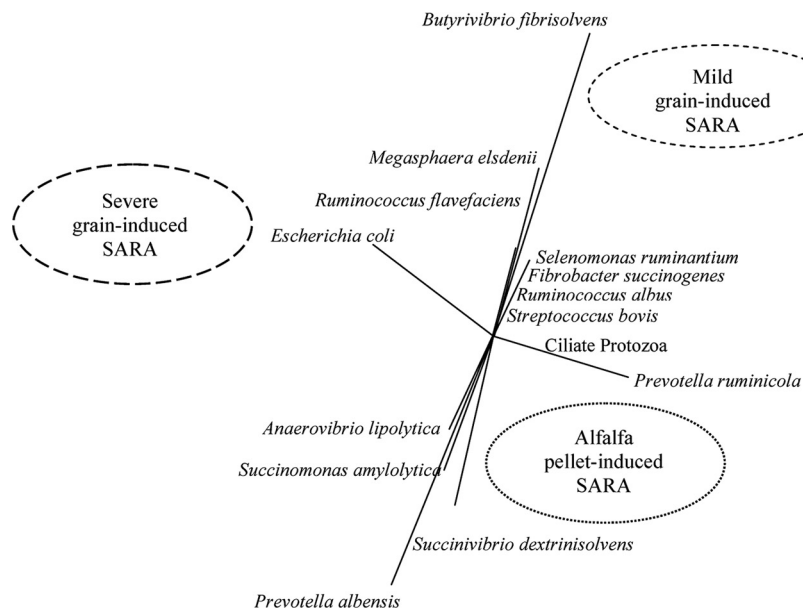 Butyrivibrio fibrisolvens
Mild
grain-induced
SARA
Megasphaera elsdenii
Severe
grain-induced
SARA
Ruminococcus flavefaciens
Escherichia coli
Selenomonas ruminantium
Fibrobacter succinogenes
Ruminococcus albus
Streptococcus bovis
Ciliate Protozoa
Prevotella ruminicola
Anaerovibrio lipolytica
Alfalfa
pellet-induced
SARA
Succinomonas amylolytica
Succinivibrio dextrinisolvens
Prevotella albensis